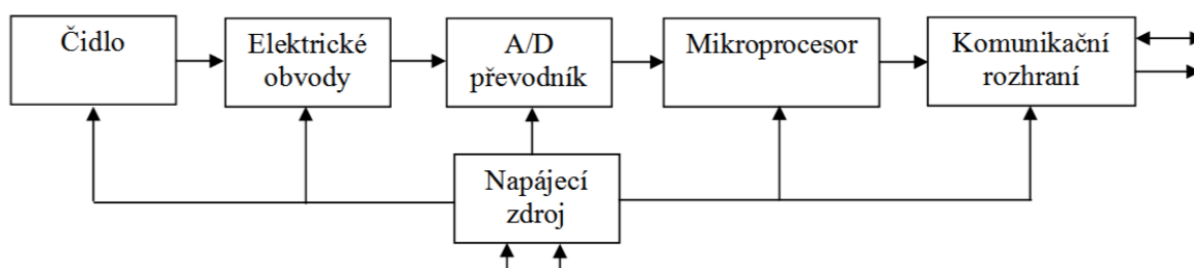 Čidlo
Elektrické
obvody
A/D
převodník
Mikroprocesor
Komunikační
rozhraní
Napájecí
zdroj